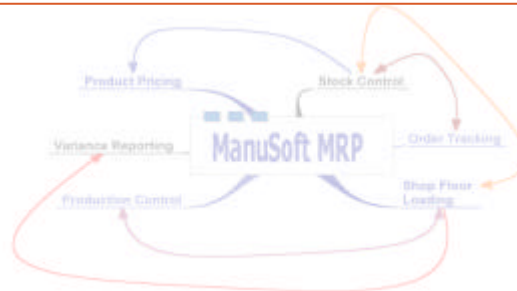 Product Pricing
Stock Control
Variance Reporting
ManuSoft MRP
Order Tracking
Production Control
Shop Floor
Loading